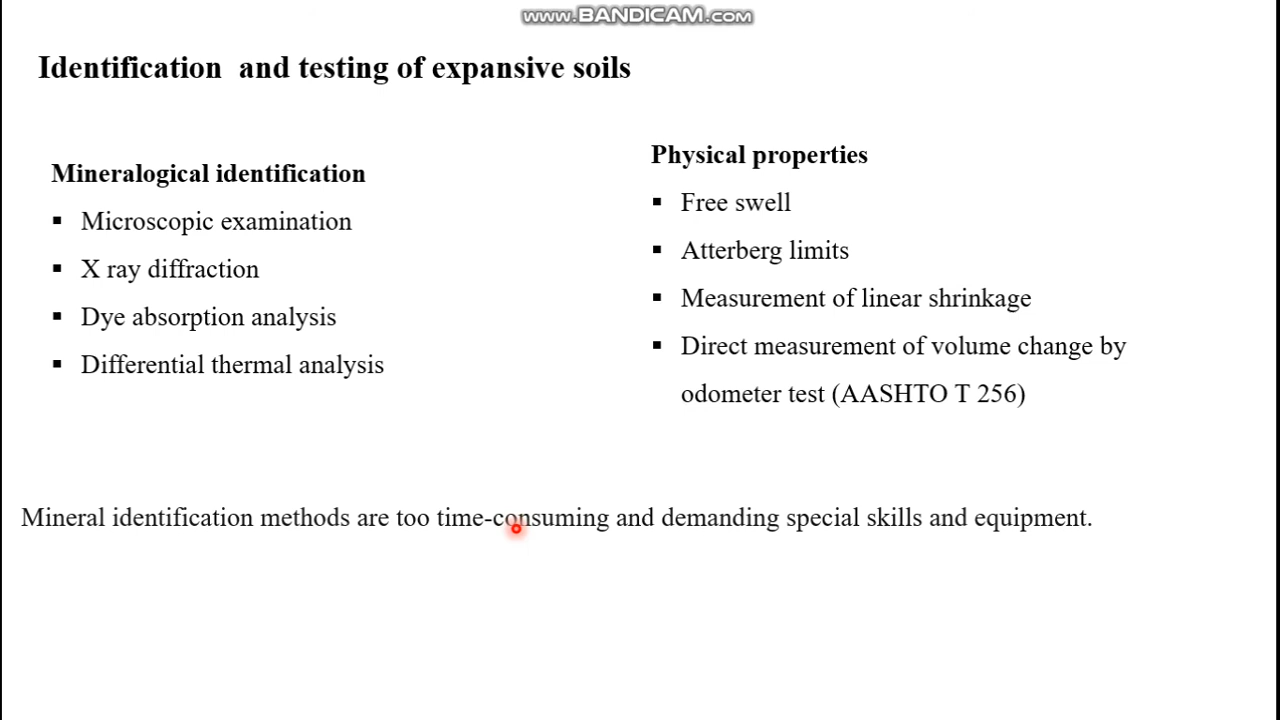 www.BANDICAM.com
Identification and testing of expansive soils
Mineralogical identification
▪ Microscopic examination
▪ X ray diffraction
▪ Dye absorption analysis
▪ Differential thermal analysis
Physical properties
▪ Free swell
▪ Atterberg limits
▪ Measurement of linear shrinkage
▪ Direct measurement of volume change by
odometer test (AASHTO T 256)
Mineral identification methods are too time-consuming and demanding special skills and equipment.